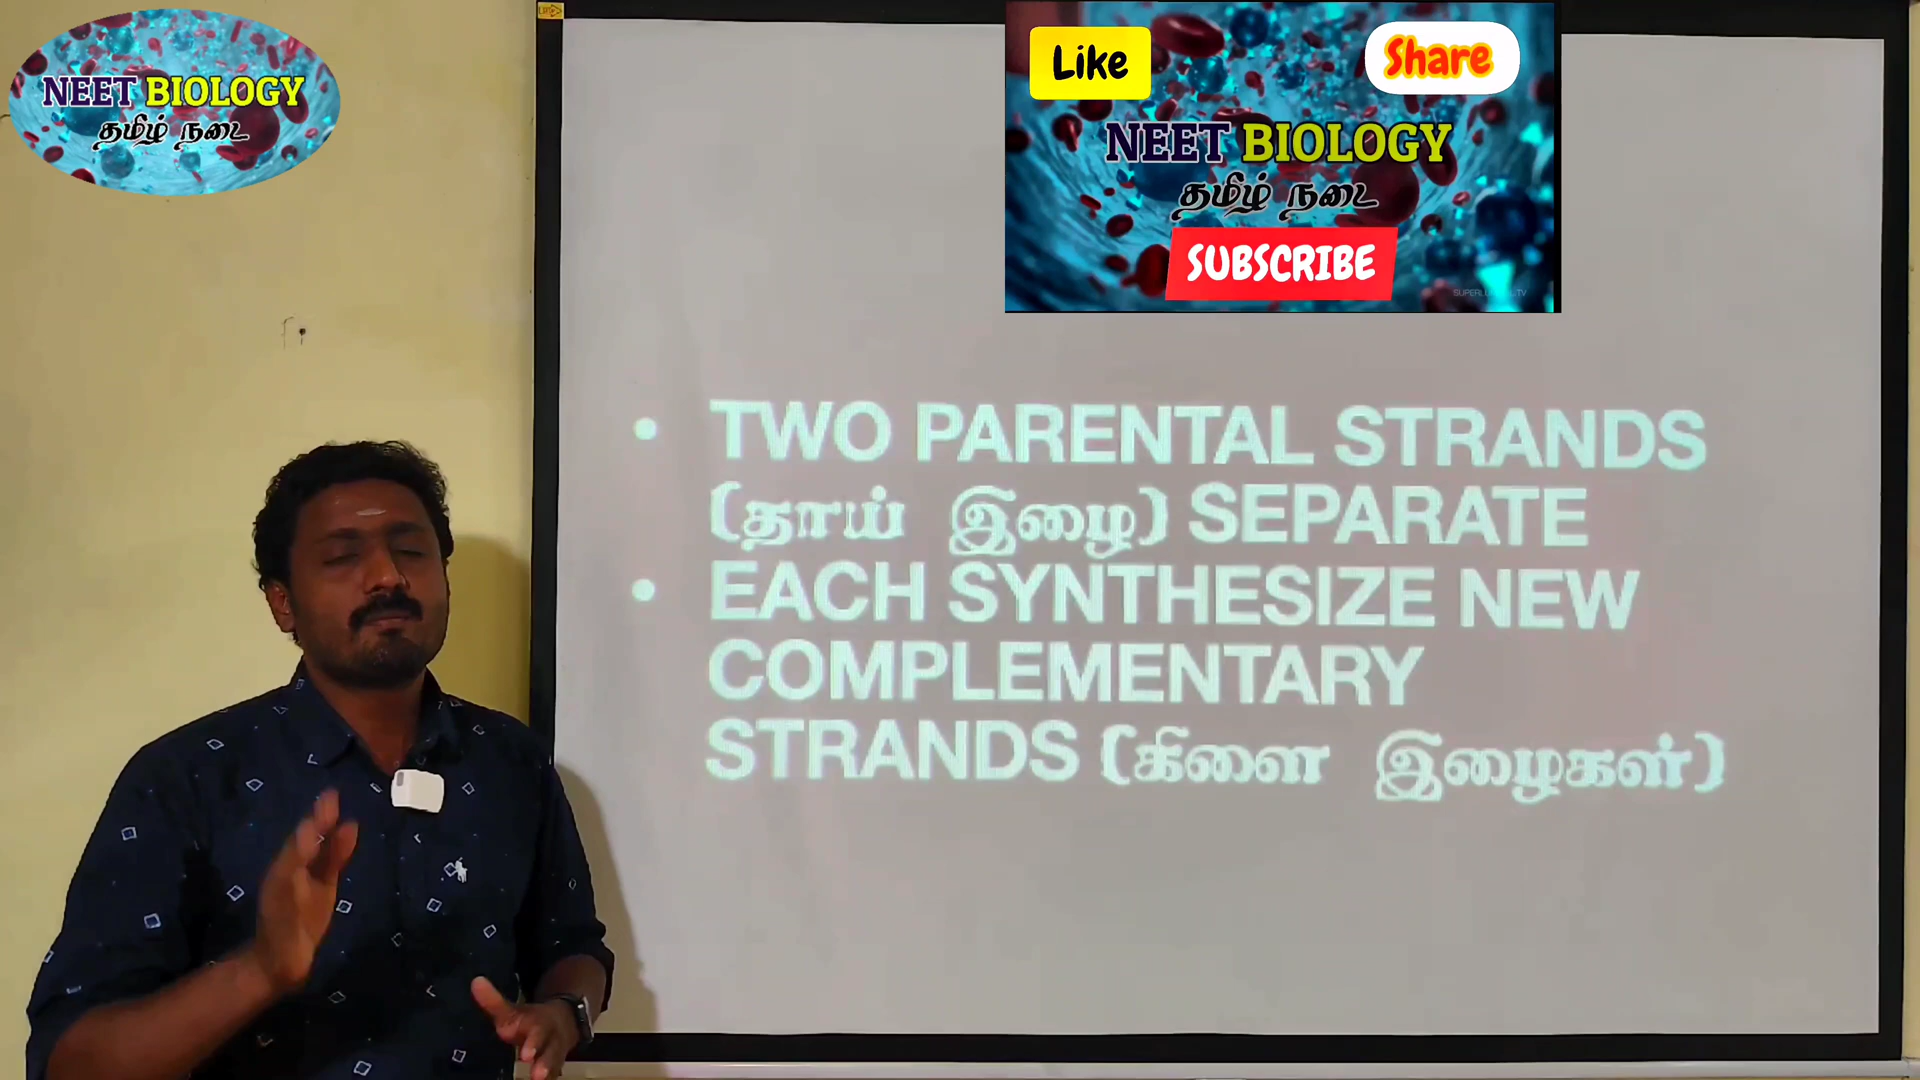 NEET BIOLOGY
தமிழ் நடை
Like
Share
NEET BIOLOGY
தமிழ் நடை
SUBSCRIBE
• TWO PARENTAL STRANDS
(தாய் இழை) SEPARATE
• EACH SYNTHESIZE NEW
COMPLEMENTARY
STRANDS (கிளை இழைகள்)